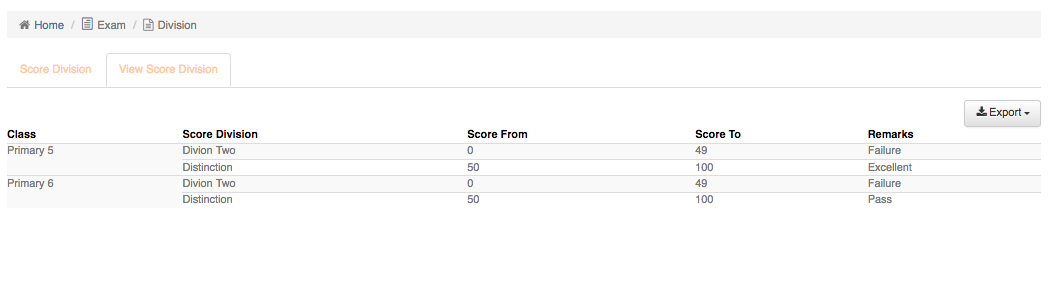 Home / Exam / Division
Score Division View Score Division
Export
Class Score Division Score From Score To Remarks
Primary 5 Divion Two 0 49 Failure
Distinction 50 100 Excellent
Primary 6 Divion Two 0 49 Failure
Distinction 50 100 Pass